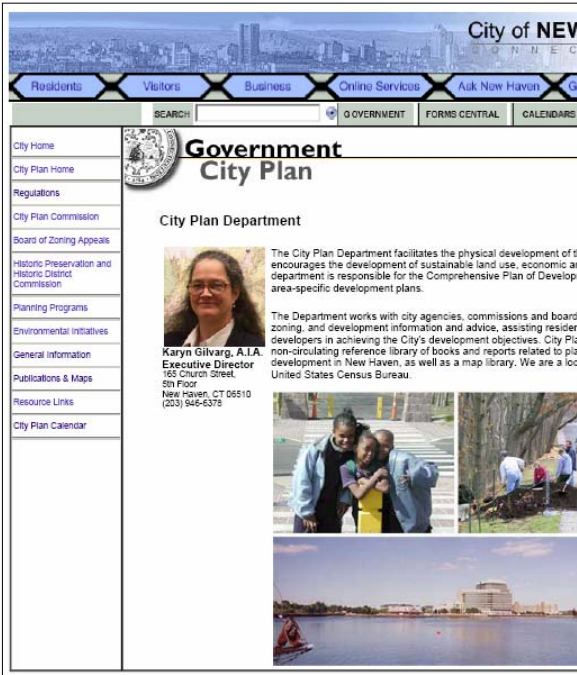 City of NEW
CONNEC
Residents
Visitors
Business
Online Services
Ask New Haven
SEARCH
GOVERNMENT
FORMS CENTRAL
CALENDARS
City Home
City Plan Home
Regulations
City Plan Commission
Board of Zoning Appeals
Historic Preservation and
Historic District
Commission
Planning Programs
Environmental Initiatives
General Information
Publications & Maps
Resource Links
City Plan Calendar
Government
City Plan
City Plan Department
The City Plan Department facilitates the physical development of
encourages the development of sustainable land use, economic
department is responsible for the Comprehensive Plan of Develop
area-specific development plans.
The Department works with city agencies, commissions and board
zoning, and development information and advice, assisting
developers in achieving the City's development objectives. City
non-circulating reference library of books and reports related to
development in New Haven, as well as a map library. We are a
United States Census Bureau.
Karyn Gilvarg, A.I.A.
Executive Director
165 Church Street,
5th Floor
New Haven, CT 06510
(203) 946-6378